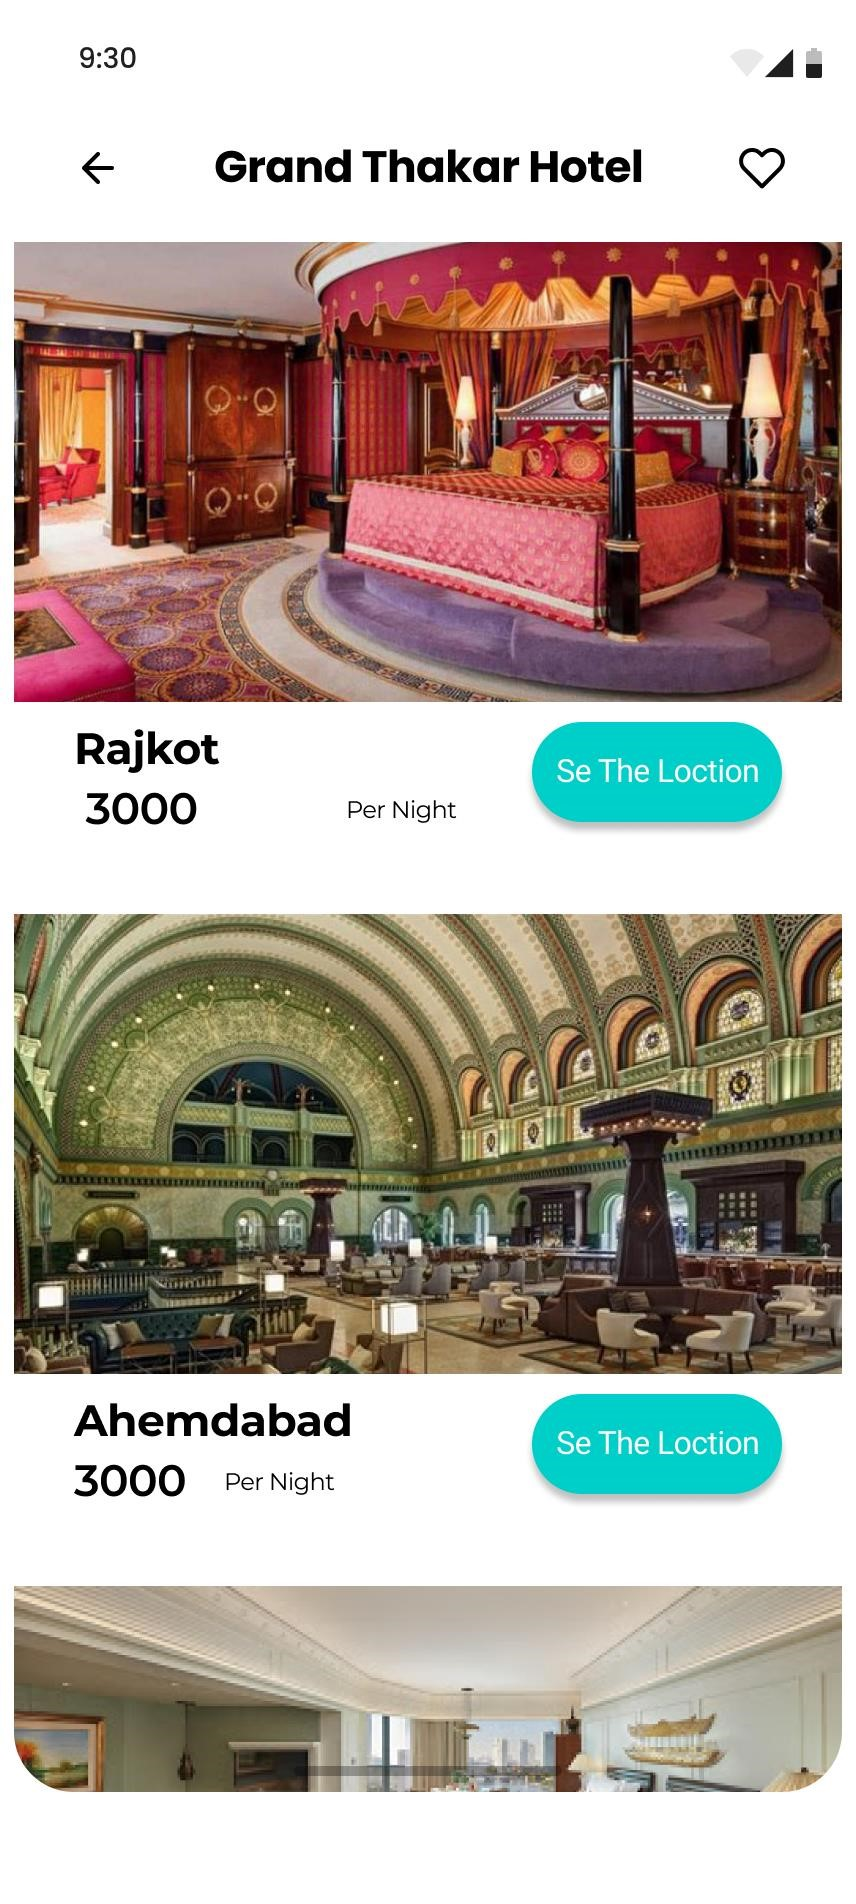 9:30
Grand Thakar Hotel
Rajkot
Se The Loction
3000 Per Night
Ahemdabad
Se The Loction
3000 Per Night